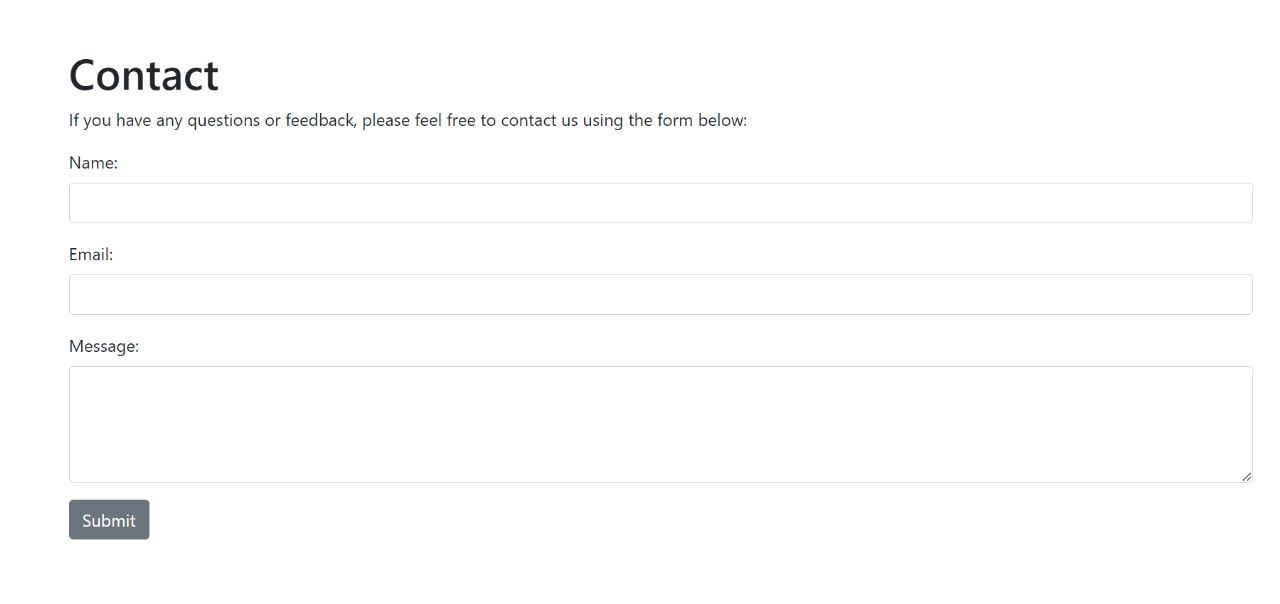 Contact
If you have any questions or feedback, please feel free to contact us using the form below:
Name:
Email:
Message:
Submit